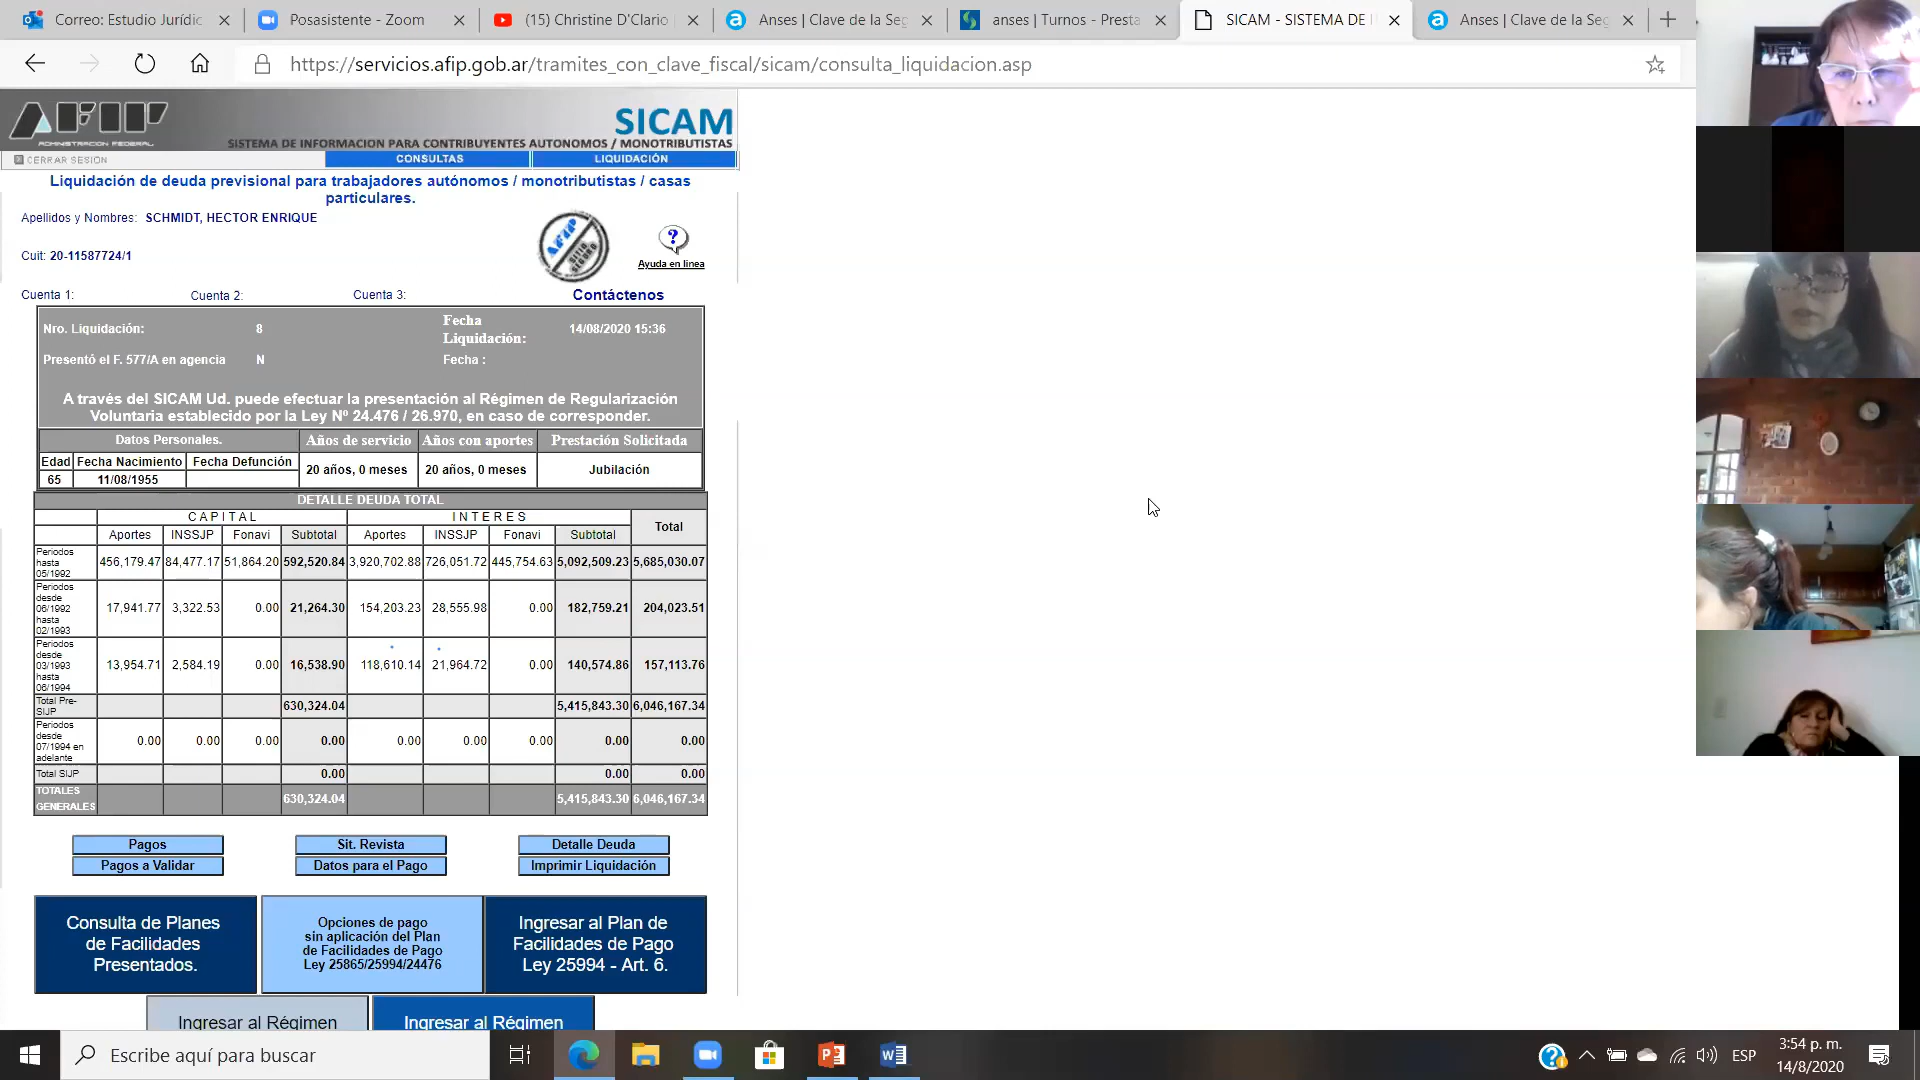 Correo: Estudio Jurídic
Posasistente - Zoom
(15) Christine D'Clario
Anses | Clave de la Seg
anses | Turnos - Presta
SICAM - SISTEMA DE I
Anses | Clave de la Seg
https://servicios.afip.gob.ar/tramites_con_clave_fiscal/sicam/consulta_liquidacion.asp
AFIP
ADMINISTRACION FEDERAL
SICAM
SISTEMA DE INFORMACION PARA CONTRIBUYENTES AUTONOMOS / MONOTRIBUTISTAS
CERRAR SESION
CONSULTAS
LIQUIDACIÓN
Liquidación de deuda previsional para trabajadores autónomos / monotributistas / casas
particulares.
Apellidos y Nombres: SCHMIDT, HECTOR ENRIQUE
AFIP
SITIO SEGURO
?
Ayuda en linea
Cuit: 20-11587724/1
Cuenta 1:
Cuenta 2:
Cuenta 3:
Contáctenos
Nro. Liquidación: 8
Fecha Liquidación: 14/08/2020 15:36
Presentó el F. 577/A en agencia N
Fecha :
A través del SICAM Ud. puede efectuar la presentación al Régimen de Regularización
Voluntaria establecido por la Ley Nº 24.476 / 26.970, en caso de corresponder.
Datos Personales. Años de servicio Años con aportes Prestación Solicitada
Edad Fecha Nacimiento Fecha Defunción 20 años, 0 meses 20 años, 0 meses Jubilación
65 11/08/1955
DETALLE DEUDA TOTAL
CAPITAL INTERES Total
Aportes INSSJP Fonavi Subtotal Aportes INSSJP Fonavi Subtotal
Periodos hasta 05/1992 456,179.47 84,477.17 51,864.20 592,520.84 3,920,702.88 726,051.72 445,754.63 5,092,509.23 5,685,030.07
Periodos desde 06/1992 hasta 02/1993 17,941.77 3,322.53 0.00 21,264.30 154,203.23 28,555.98 0.00 182,759.21 204,023.51
Periodos desde 03/1993 hasta 06/1994 13,954.71 2,584.19 0.00 16,538.90 118,610.14 21,964.72 0.00 140,574.86 157,113.76
Total Pre-SIJP 630,324.04 5,415,843.30 6,046,167.34
Periodos desde 07/1994 en adelante 0.00 0.00 0.00 0.00 0.00 0.00 0.00 0.00 0.00
Total SIJP 0.00 0.00 0.00
TOTALES GENERALES 630,324.04 5,415,843.30 6,046,167.34
Pagos
Sit. Revista
Detalle Deuda
Pagos a Validar
Datos para el Pago
Imprimir Liquidación
Consulta de Planes
de Facilidades
Presentados.
Opciones de pago
sin aplicación del Plan
de Facilidades de Pago
Ley 25865/25994/24476
Ingresar al Plan de
Facilidades de Pago
Ley 25994 - Art. 6.
Ingresar al Régimen
Ingresar al Régimen
Escribe aquí para buscar
ESP
3:54 p. m.
14/8/2020